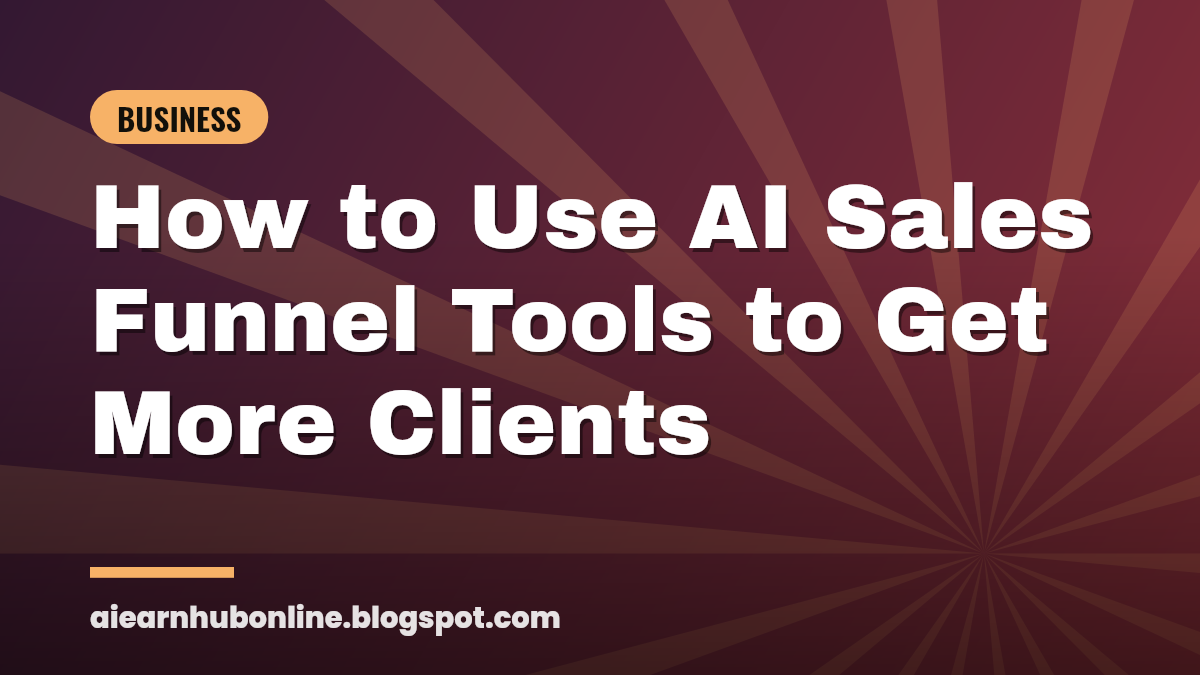 BUSINESS
How to Use AI Sales
Funnel Tools to Get
More Clients
aiearnhubonline.blogspot.com